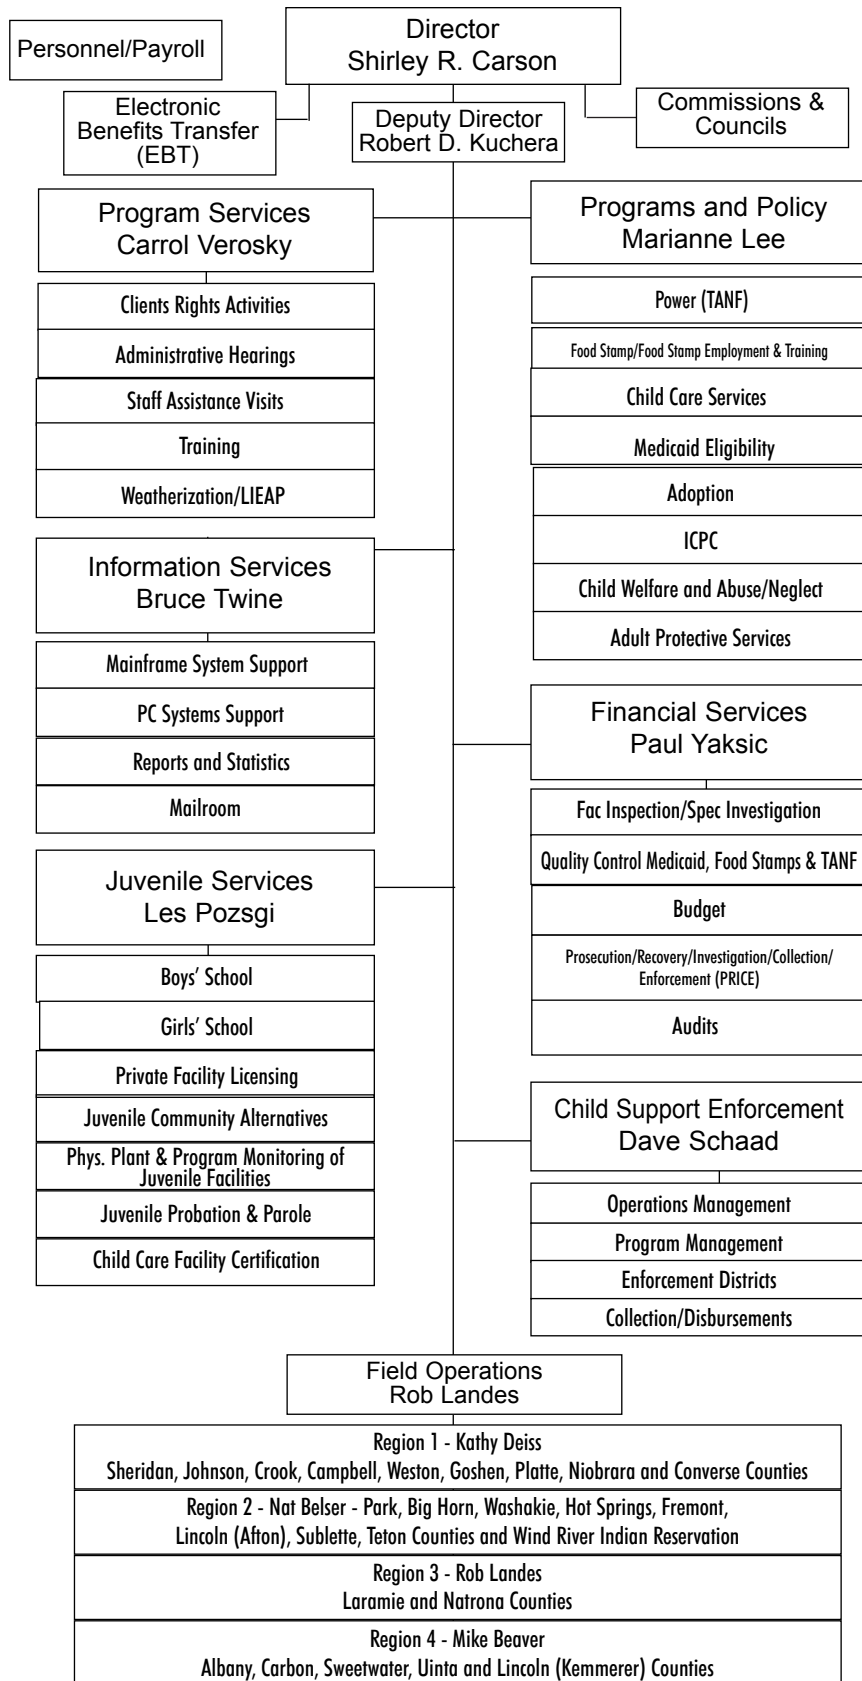 Personnel/Payroll
Director
Shirley R. Carson
Electronic
Benefits Transfer
(EBT)
Deputy Director
Robert D. Kuchera
Commissions &
Councils
Program Services
Carrol Verosky
Clients Rights Activities
Administrative Hearings
Staff Assistance Visits
Training
Weatherization/LIEAP
Information Services
Bruce Twine
Mainframe System Support
PC Systems Support
Reports and Statistics
Mailroom
Juvenile Services
Les Pozsgi
Boys' School
Girls' School
Private Facility Licensing
Juvenile Community Alternatives
Phys. Plant & Program Monitoring of
Juvenile Facilities
Juvenile Probation & Parole
Child Care Facility Certification
Programs and Policy
Marianne Lee
Power (TANF)
Food Stamp/Food Stamp Employment & Training
Child Care Services
Medicaid Eligibility
Adoption
ICPC
Child Welfare and Abuse/Neglect
Adult Protective Services
Financial Services
Paul Yaksic
Fac Inspection/Spec Investigation
Quality Control Medicaid, Food Stamps & TANF
Budget
Prosecution/Recovery/Investigation/Collection/
Enforcement (PRICE)
Audits
Child Support Enforcement
Dave Schaad
Operations Management
Program Management
Enforcement Districts
Collection/Disbursements
Field Operations
Rob Landes
Region 1 - Kathy Deiss
Sheridan, Johnson, Crook, Campbell, Weston, Goshen, Platte, Niobrara and Converse Counties
Region 2 - Nat Belser - Park, Big Horn, Washakie, Hot Springs, Fremont,
Lincoln (Afton), Sublette, Teton Counties and Wind River Indian Reservation
Region 3 - Rob Landes
Laramie and Natrona Counties
Region 4 - Mike Beaver
Albany, Carbon, Sweetwater, Uinta and Lincoln (Kemmerer) Counties